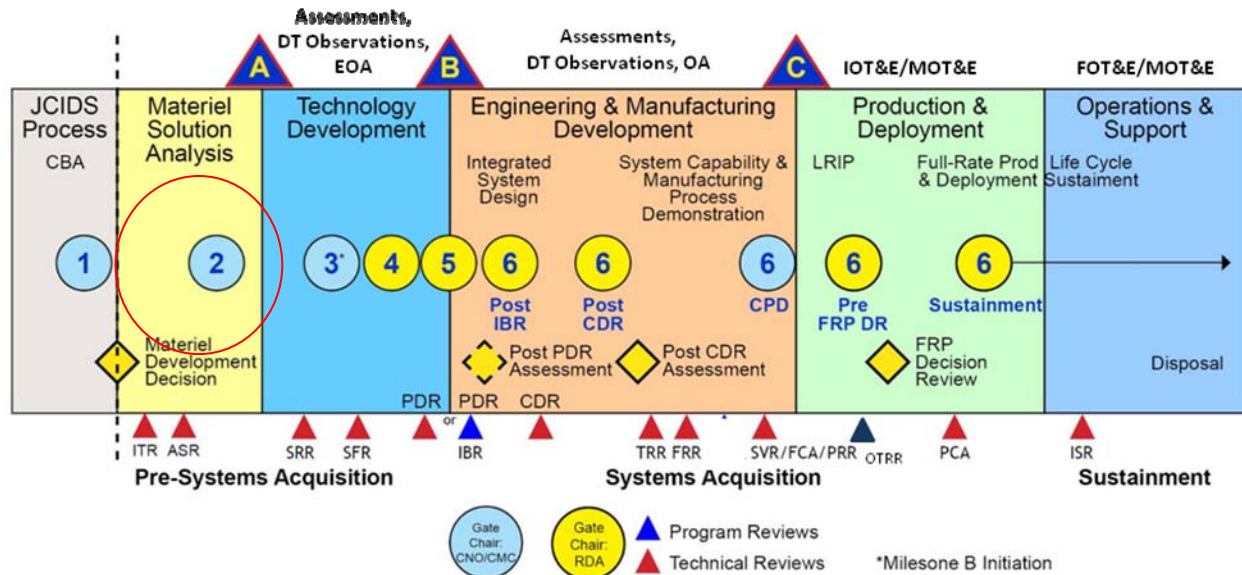 Assessments,
DT Observations,
EOA
Assessments,
DT Observations, OA
IOT&E/MOT&E
FOT&E/MOT&E
A
B
C
JCIDS
Process
CBA
Materiel
Solution
Analysis
Technology
Development
Engineering & Manufacturing
Development
Integrated
System
Design
System Capability &
Manufacturing
Process
Demonstration
Production &
Deployment
LRIP
Full-Rate Prod
& Deployment
Operations &
Support
Life Cycle
Sustaiment
1
2
3*
4
5
6
Post
IBR
6
Post
CDR
6
CPD
6
Pre
FRP DR
6
Sustainment
Materiel
Development
Decision
Post PDR
Assessment
Post CDR
Assessment
FRP
Decision
Review
Disposal
PDR
or
PDR
CDR
ITR
ASR
SRR
SFR
IBR
TRR
FRR
.SVR/FCA/PRR
OTRR
PCA
ISR
Pre-Systems Acquisition
Systems Acquisition
Sustainment
Gate
Chair:
CNO/CMC
Gate
Chair:
RDA
Program Reviews
Technical Reviews
*Milesone B Initiation